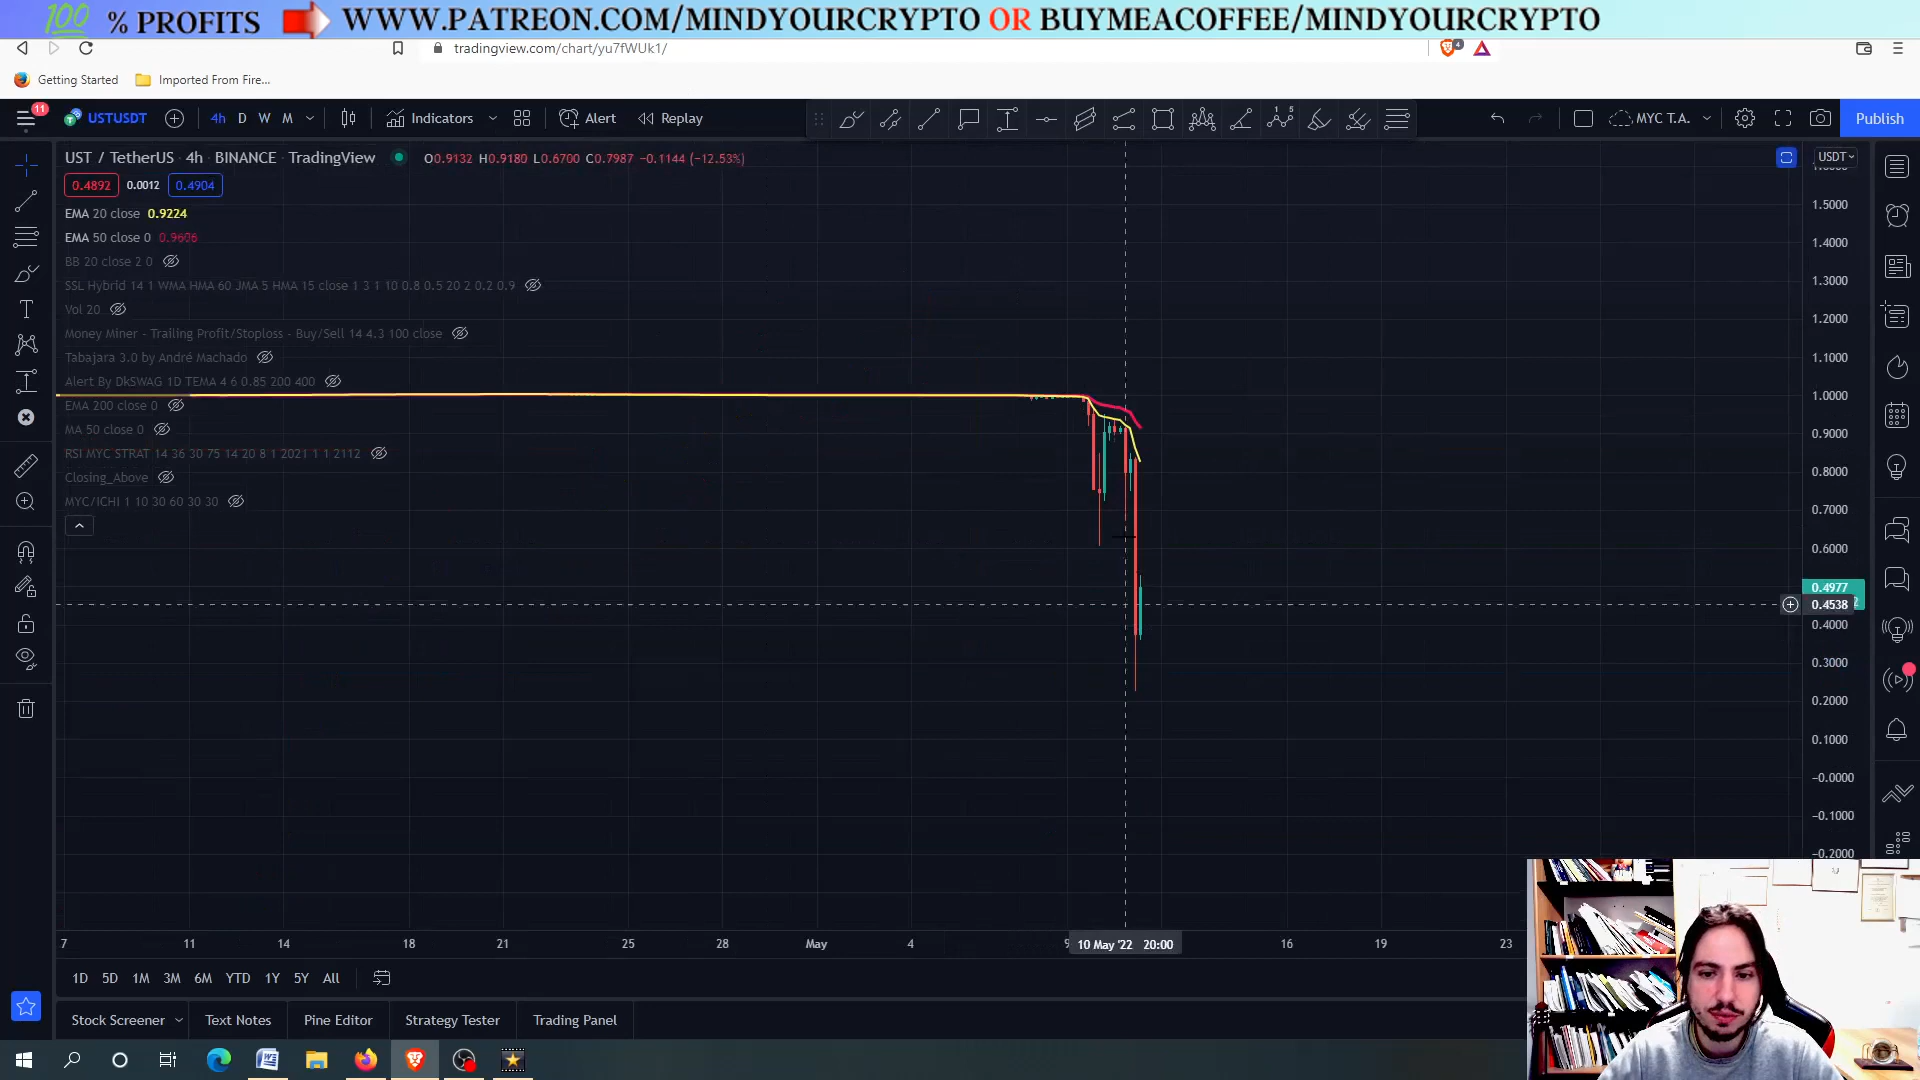 💯 % PROFITS WWW.PATREON.COM/MINDYOURCRYPTO OR BUYMEACOFFEE/MINDYOURCRYPTO
tradingview.com/chart/yu7fWUk1/ 4
Getting Started Imported From Fire...
11 USTUSDT 4h D W M Indicators Alert Replay MYC T.A. Publish
UST / TetherUS · 4h · BINANCE · TradingView O0.9132 H0.9180 L0.6700 C0.7987 −0.1144 (−12.53%) USDT
0.4892 0.0012 0.4904
EMA 20 close 0.9224
EMA 50 close 0 0.9606
BB 20 close 2 0
SSL Hybrid 14 1 WMA HMA 60 JMA 5 HMA 15 close 1 3 1 10 0.8 0.5 20 2 0.2 0.9
Vol 20
Money Miner - Trailing Profit/Stoploss - Buy/Sell 14 4.3 100 close
Tabajara 3.0 by André Machado
Alert By DkSWAG 1D TEMA 4 6 0.85 200 400
EMA 200 close 0
MA 50 close 0
RSI MYC STRAT 14 36 30 75 14 20 8 1 2021 1 1 2112
Closing_Above
MYC/ICHI 1 10 30 60 30 30
1.5000
1.4000
1.3000
1.2000
1.1000
1.0000
0.9000
0.8000
0.7000
0.6000
0.4977
0.4538
0.4000
0.3000
0.2000
0.1000
−0.0000
−0.1000
−0.2000
7 11 14 18 21 25 28 May 4 9 10 May '22 20:00 16 19 23
1D 5D 1M 3M 6M YTD 1Y 5Y All
Stock Screener Text Notes Pine Editor Strategy Tester Trading Panel